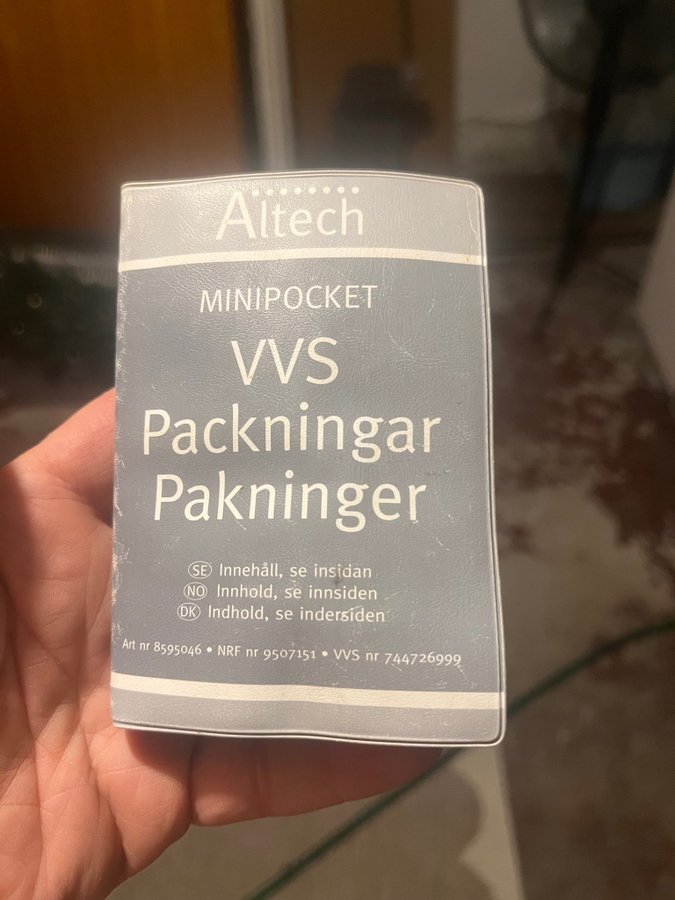 Altech
MINIPOCKET
VVS
Packningar
Pakninger
SE Innehåll, se insidan
NO Innhold, se innsiden
DK Indhold, se indersiden
Art nr 8595046 • NRF nr 9507151 • VVS nr 744726999